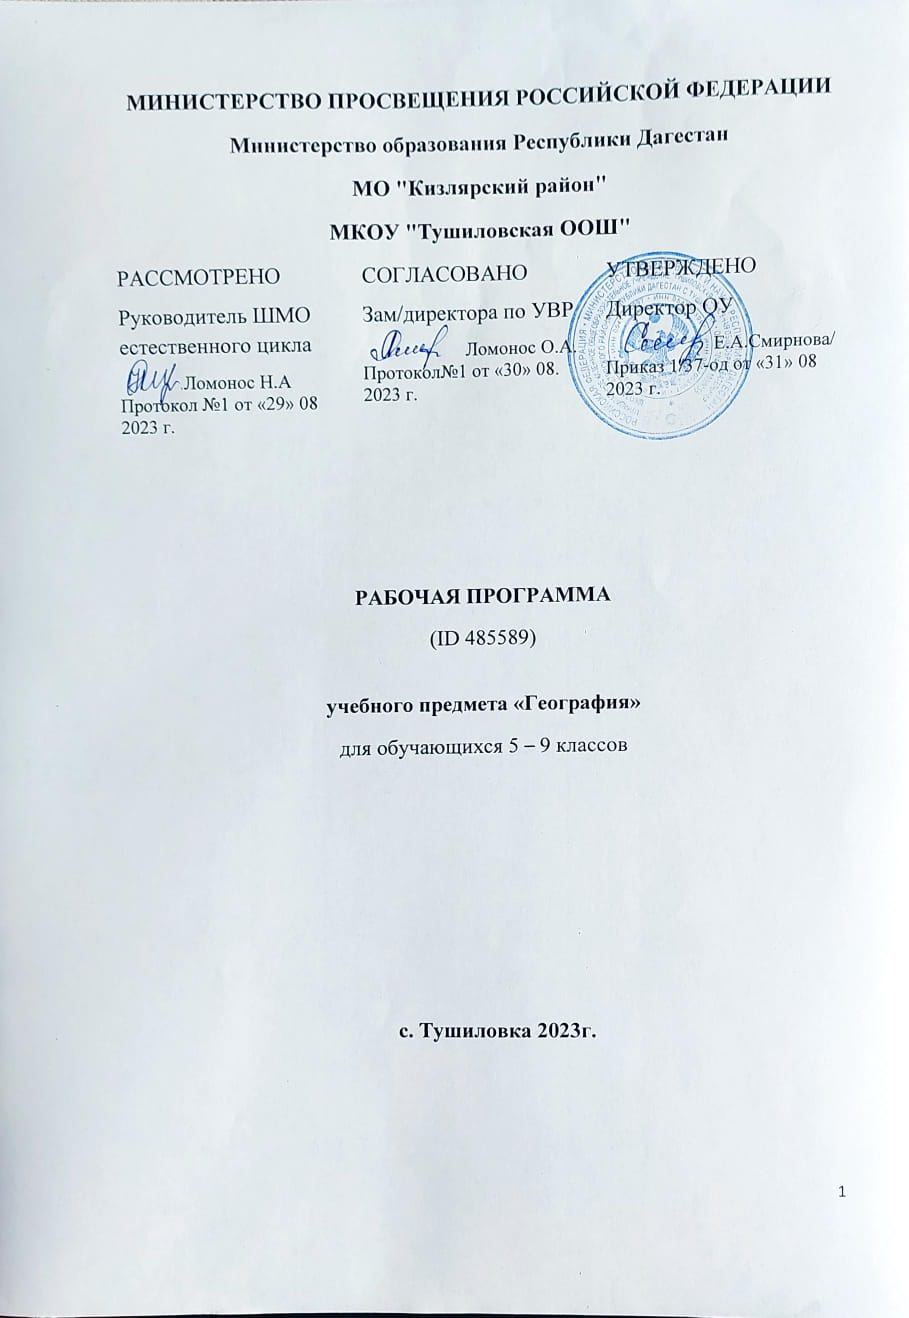 МИНИСТЕРСТВО ПРОСВЕЩЕНИЯ РОССИЙСКОЙ ФЕДЕРАЦИИ
Министерство образования Республики Дагестан
МО "Кизлярский район"
МКОУ "Тушиловская ООШ"
РАССМОТРЕНО
Руководитель ШМО
естественного цикла
Ломонос Н.А
Протокол №1 от «29» 08
2023 г.
СОГЛАСОВАНО
Зам/директора по УВР
Ломонос О.А.
Протокол№1 от «30» 08.
2023 г.
УТВЕРЖДЕНО
Директор ОУ
Е.А.Смирнова/
Приказ 1/37-од от «31» 08
2023 г.
РАБОЧАЯ ПРОГРАММА
(ID 485589)
учебного предмета «География»
для обучающихся 5 – 9 классов
с. Тушиловка 2023г.
1